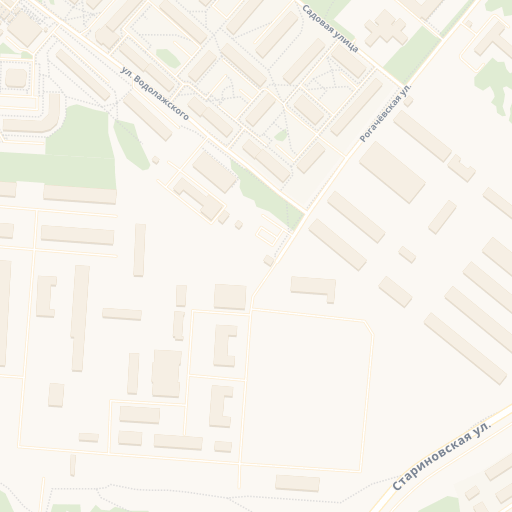 Садовая улица
ул. Водолажского
Рогачёвская ул.
Стариновская ул.